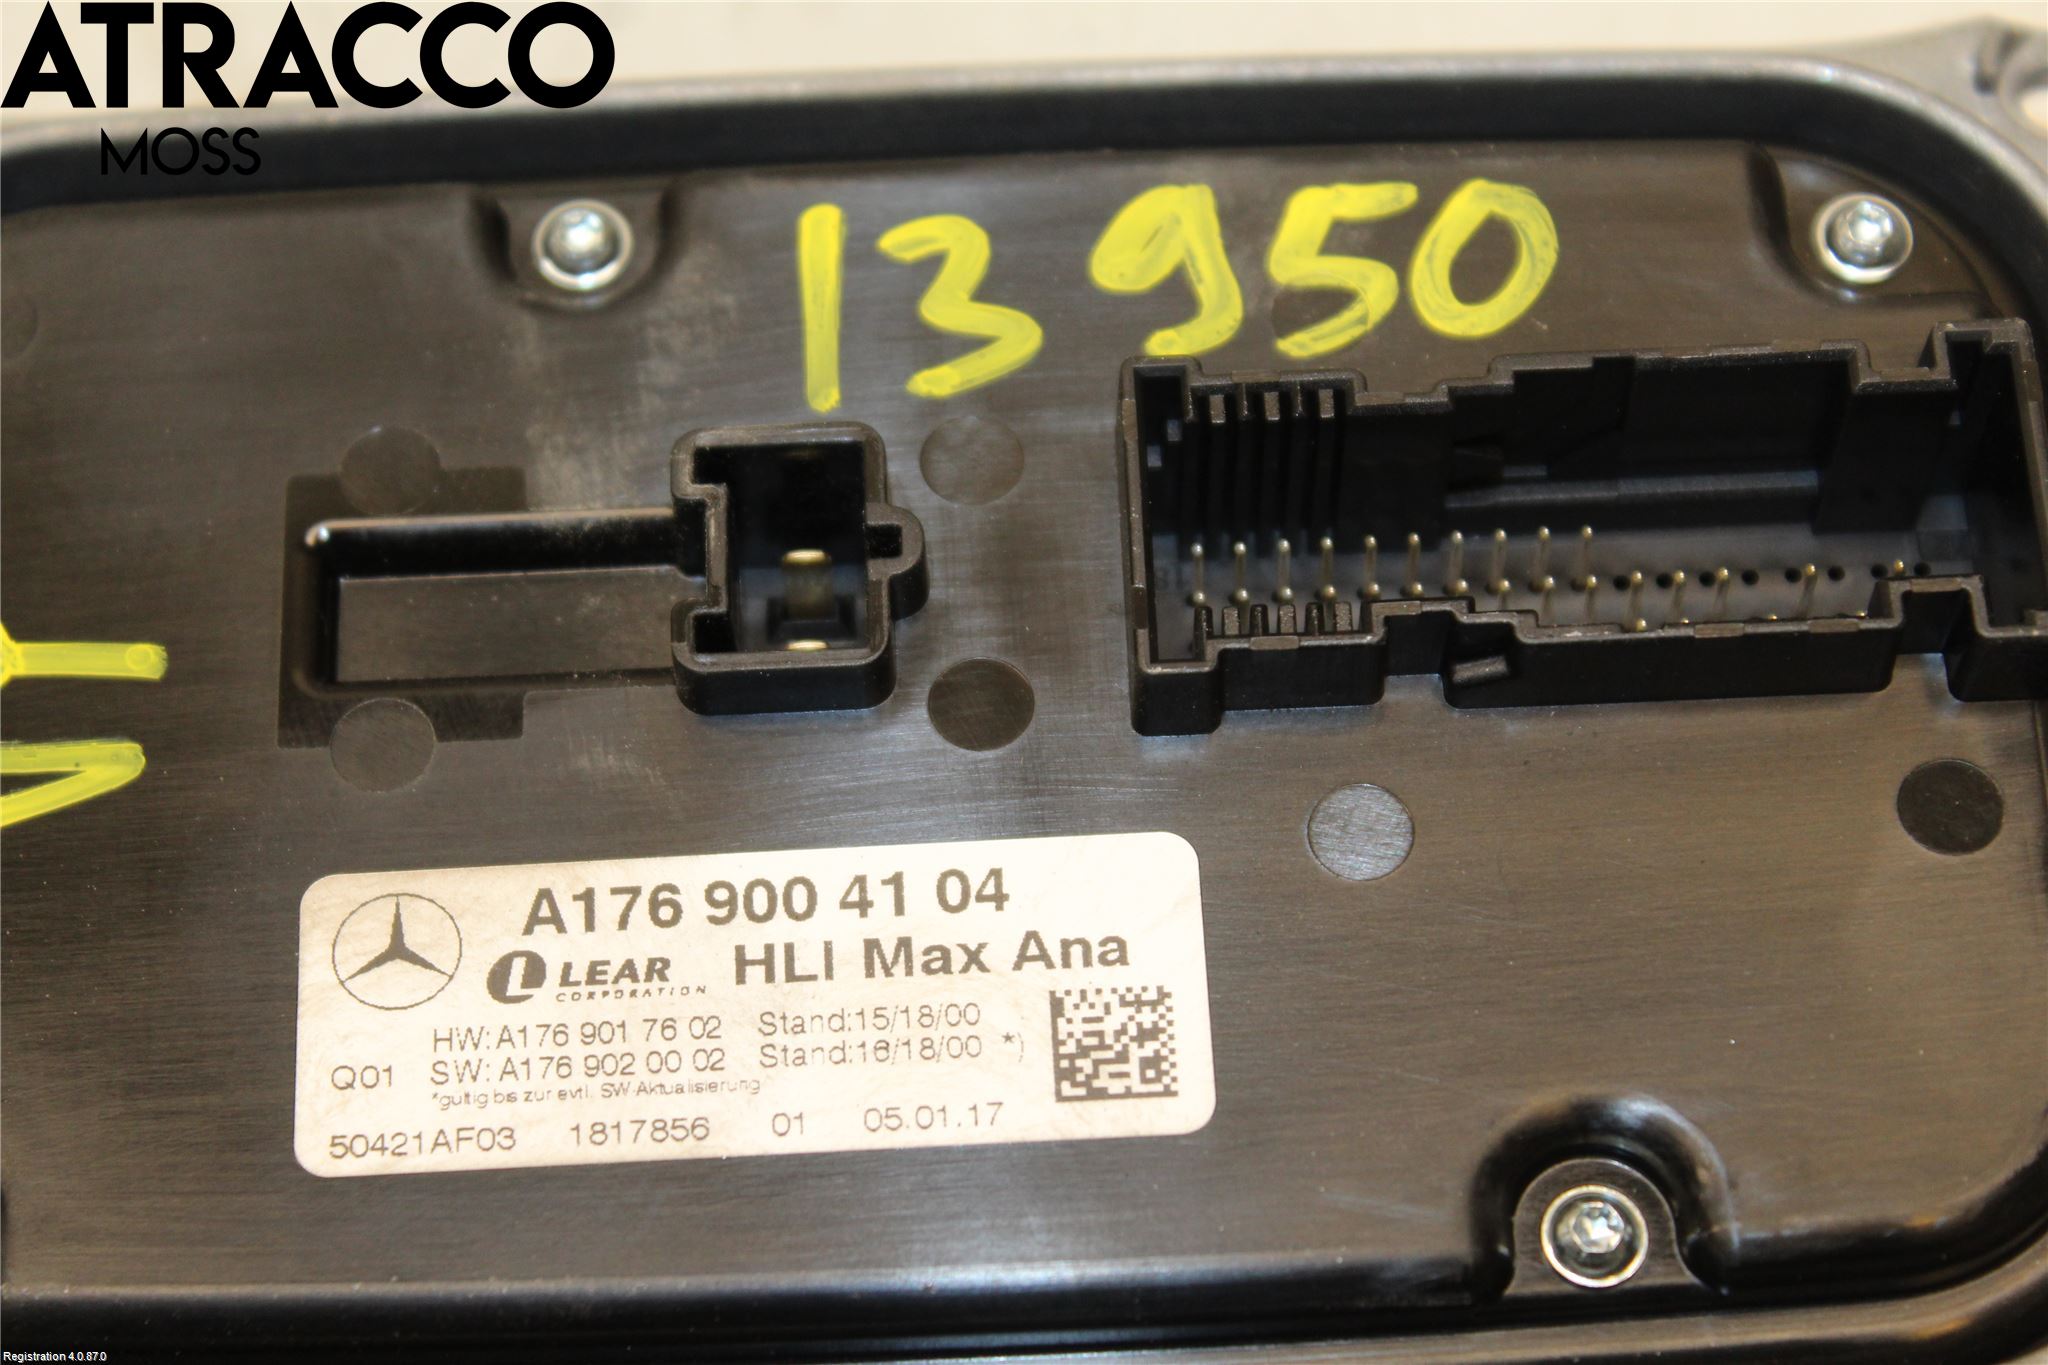 ATRACCO
MOSS
13950
A176 900 41 04
LEAR
CORPORATION
HLI Max Ana
HW: A176 901 76 02 Stand:15/18/00
Q01 SW: A176 902 00 02 Stand:16/18/00 *)
*gültig bis zur evtl. SW-Aktualisierung
50421AF03 1817856 01 05.01.17
Registration 4.0.87.0